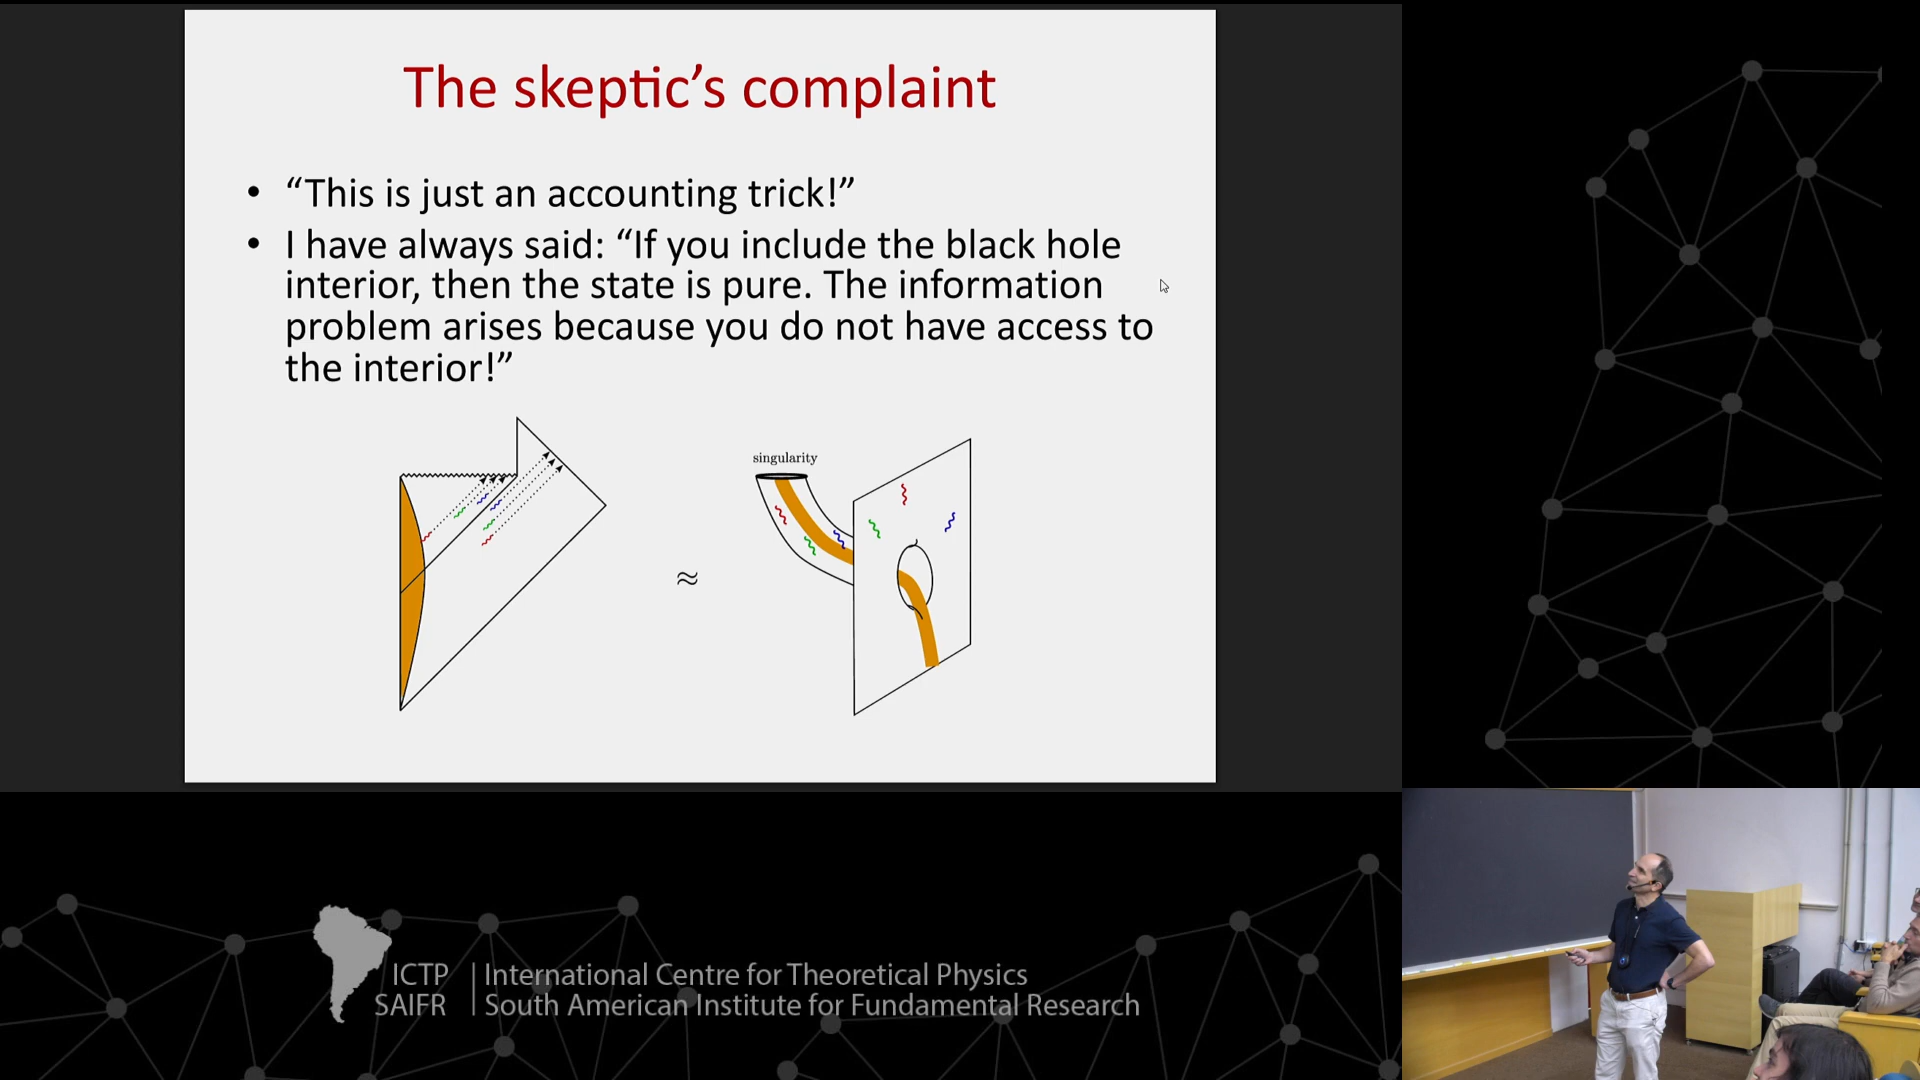 The skeptic’s complaint
• “This is just an accounting trick!”
• I have always said: “If you include the black hole
interior, then the state is pure. The information
problem arises because you do not have access to
the interior!”
singularity
≈
ICTP | International Centre for Theoretical Physics
SAIFR | South American Institute for Fundamental Research